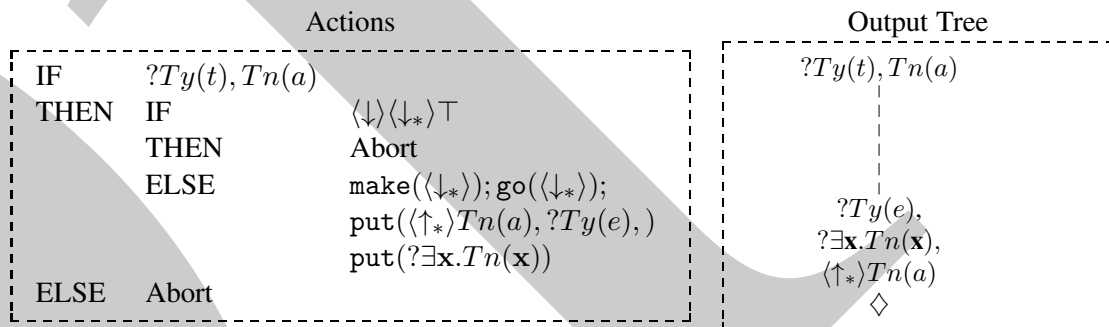 Actions
IF ?Ty(t), Tn(a)
THEN IF ⟨↓⟩⟨↓*⟩⊤
THEN Abort
ELSE make(⟨↓*⟩); go(⟨↓*⟩);
put(⟨↑*⟩Tn(a), ?Ty(e), )
put(?∃x.Tn(x))
ELSE Abort
Output Tree
?Ty(t), Tn(a)
?Ty(e),
?∃x.Tn(x),
⟨↑*⟩Tn(a)
♢